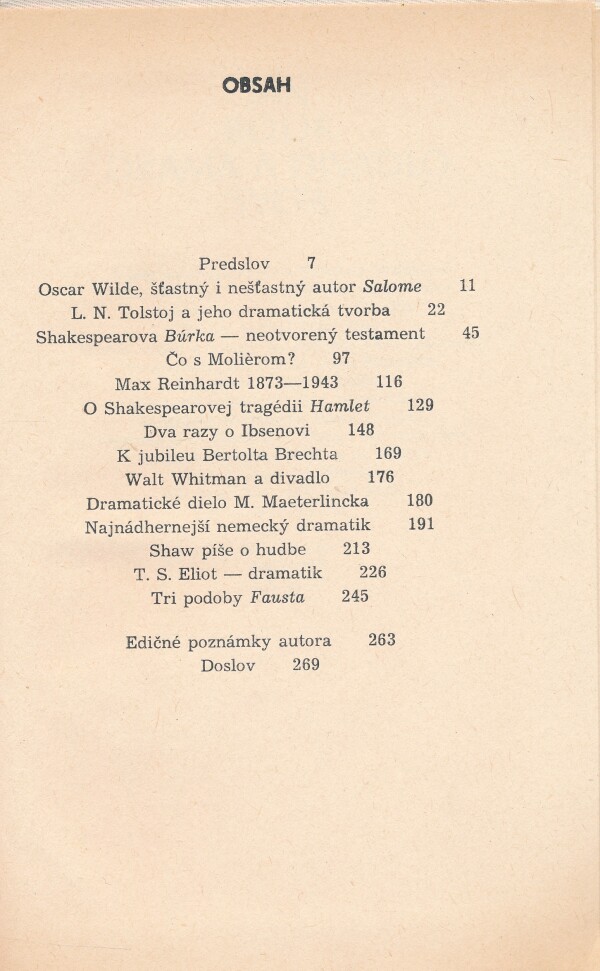 OBSAH
Predslov 7
Oscar Wilde, šťastný i nešťastný autor Salome 11
L. N. Tolstoj a jeho dramatická tvorba 22
Shakespearova Búrka — neotvorený testament 45
Čo s Molièrom? 97
Max Reinhardt 1873—1943 116
O Shakespearovej tragédii Hamlet 129
Dva razy o Ibsenovi 148
K jubileu Bertolta Brechta 169
Walt Whitman a divadlo 176
Dramatické dielo M. Maeterlincka 180
Najnádhernejší nemecký dramatik 191
Shaw píše o hudbe 213
T. S. Eliot — dramatik 226
Tri podoby Fausta 245
Edičné poznámky autora 263
Doslov 269